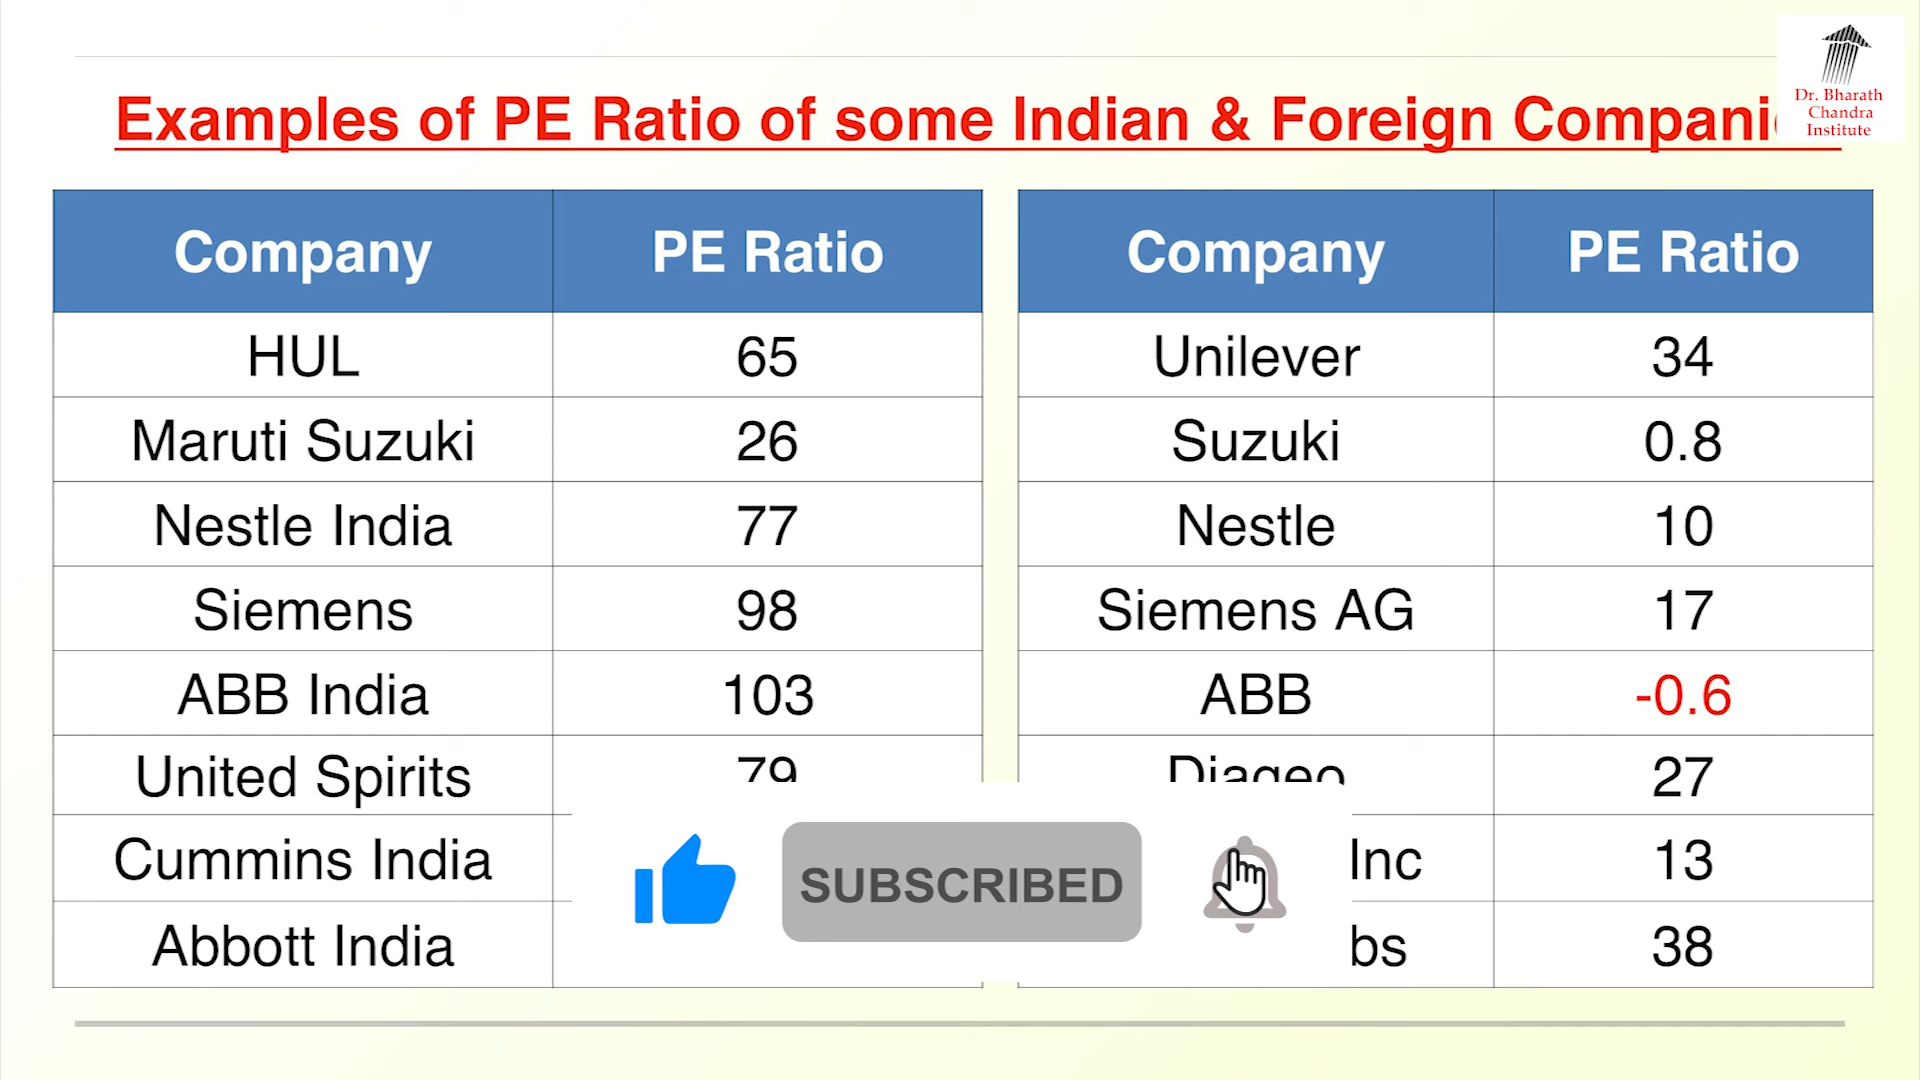 Dr. Bharath
Chandra
Institute
Examples of PE Ratio of some Indian & Foreign
Company PE Ratio Company PE Ratio
HUL 65 Unilever 34
Maruti Suzuki 26 Suzuki 0.8
Nestle India 77 Nestle 10
Siemens 98 Siemens AG 17
ABB India 103 ABB -0.6
United Spirits 79 Diageo 27
Cummins India Inc 13
Abbott India 38
SUBSCRIBED